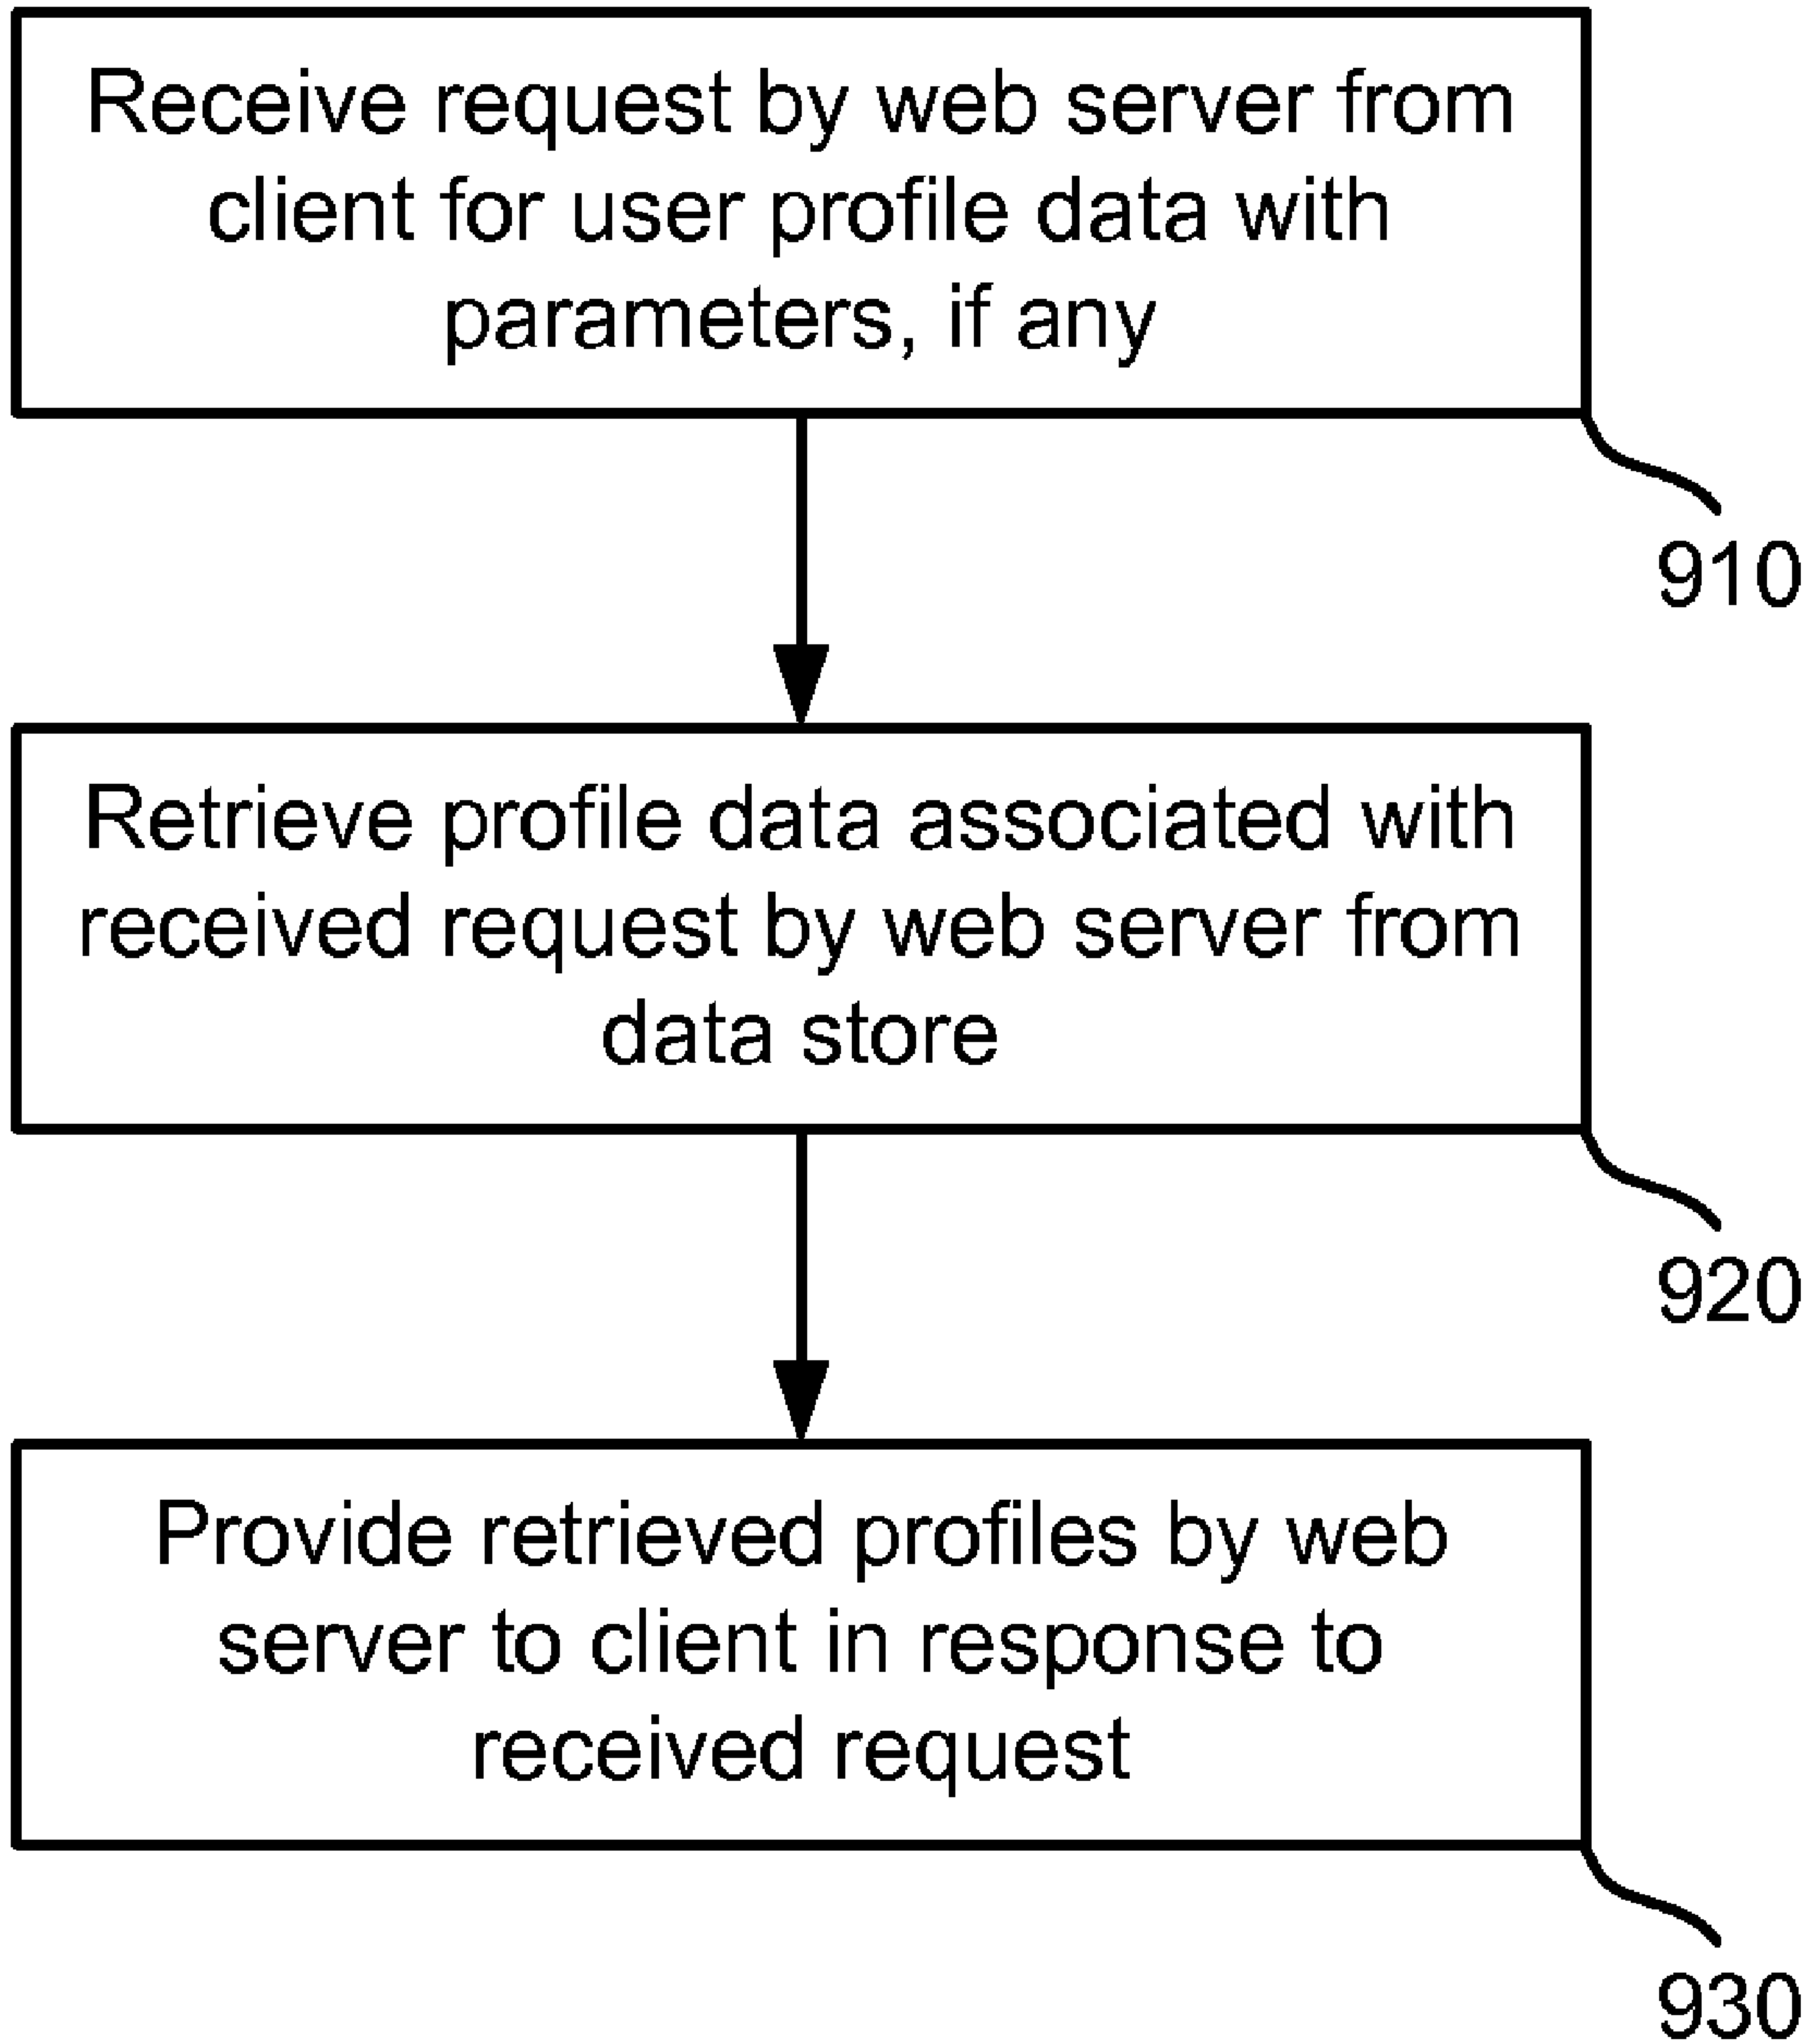 Receive request by web server from
client for user profile data with
parameters, if any
910
Retrieve profile data associated with
received request by web server from
data store
920
Provide retrieved profiles by web
server to client in response to
received request
930